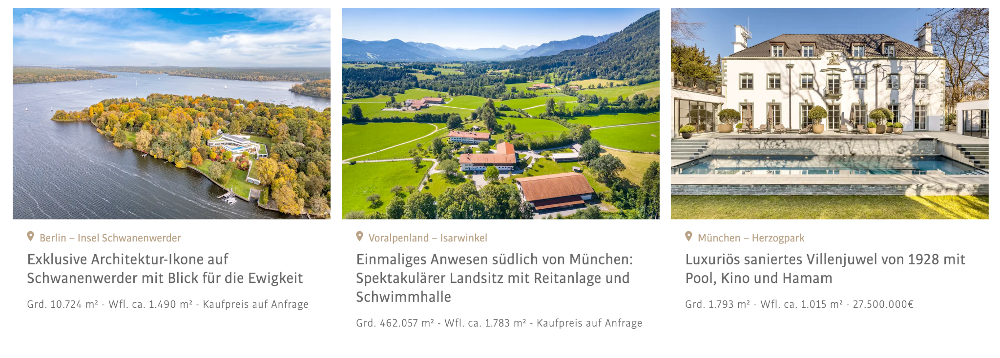 Berlin – Insel Schwanenwerder
Exklusive Architektur-Ikone auf
Schwanenwerder mit Blick für die Ewigkeit
Grd. 10.724 m² - Wfl. ca. 1.490 m² - Kaufpreis auf Anfrage
Voralpenland – Isarwinkel
Einmaliges Anwesen südlich von München:
Spektakulärer Landsitz mit Reitanlage und
Schwimmhalle
Grd. 462.057 m² - Wfl. ca. 1.783 m² - Kaufpreis auf Anfrage
München – Herzogpark
Luxuriös saniertes Villenjuwel von 1928 mit
Pool, Kino und Hamam
Grd. 1.793 m² - Wfl. ca. 1.015 m² - 27.500.000€